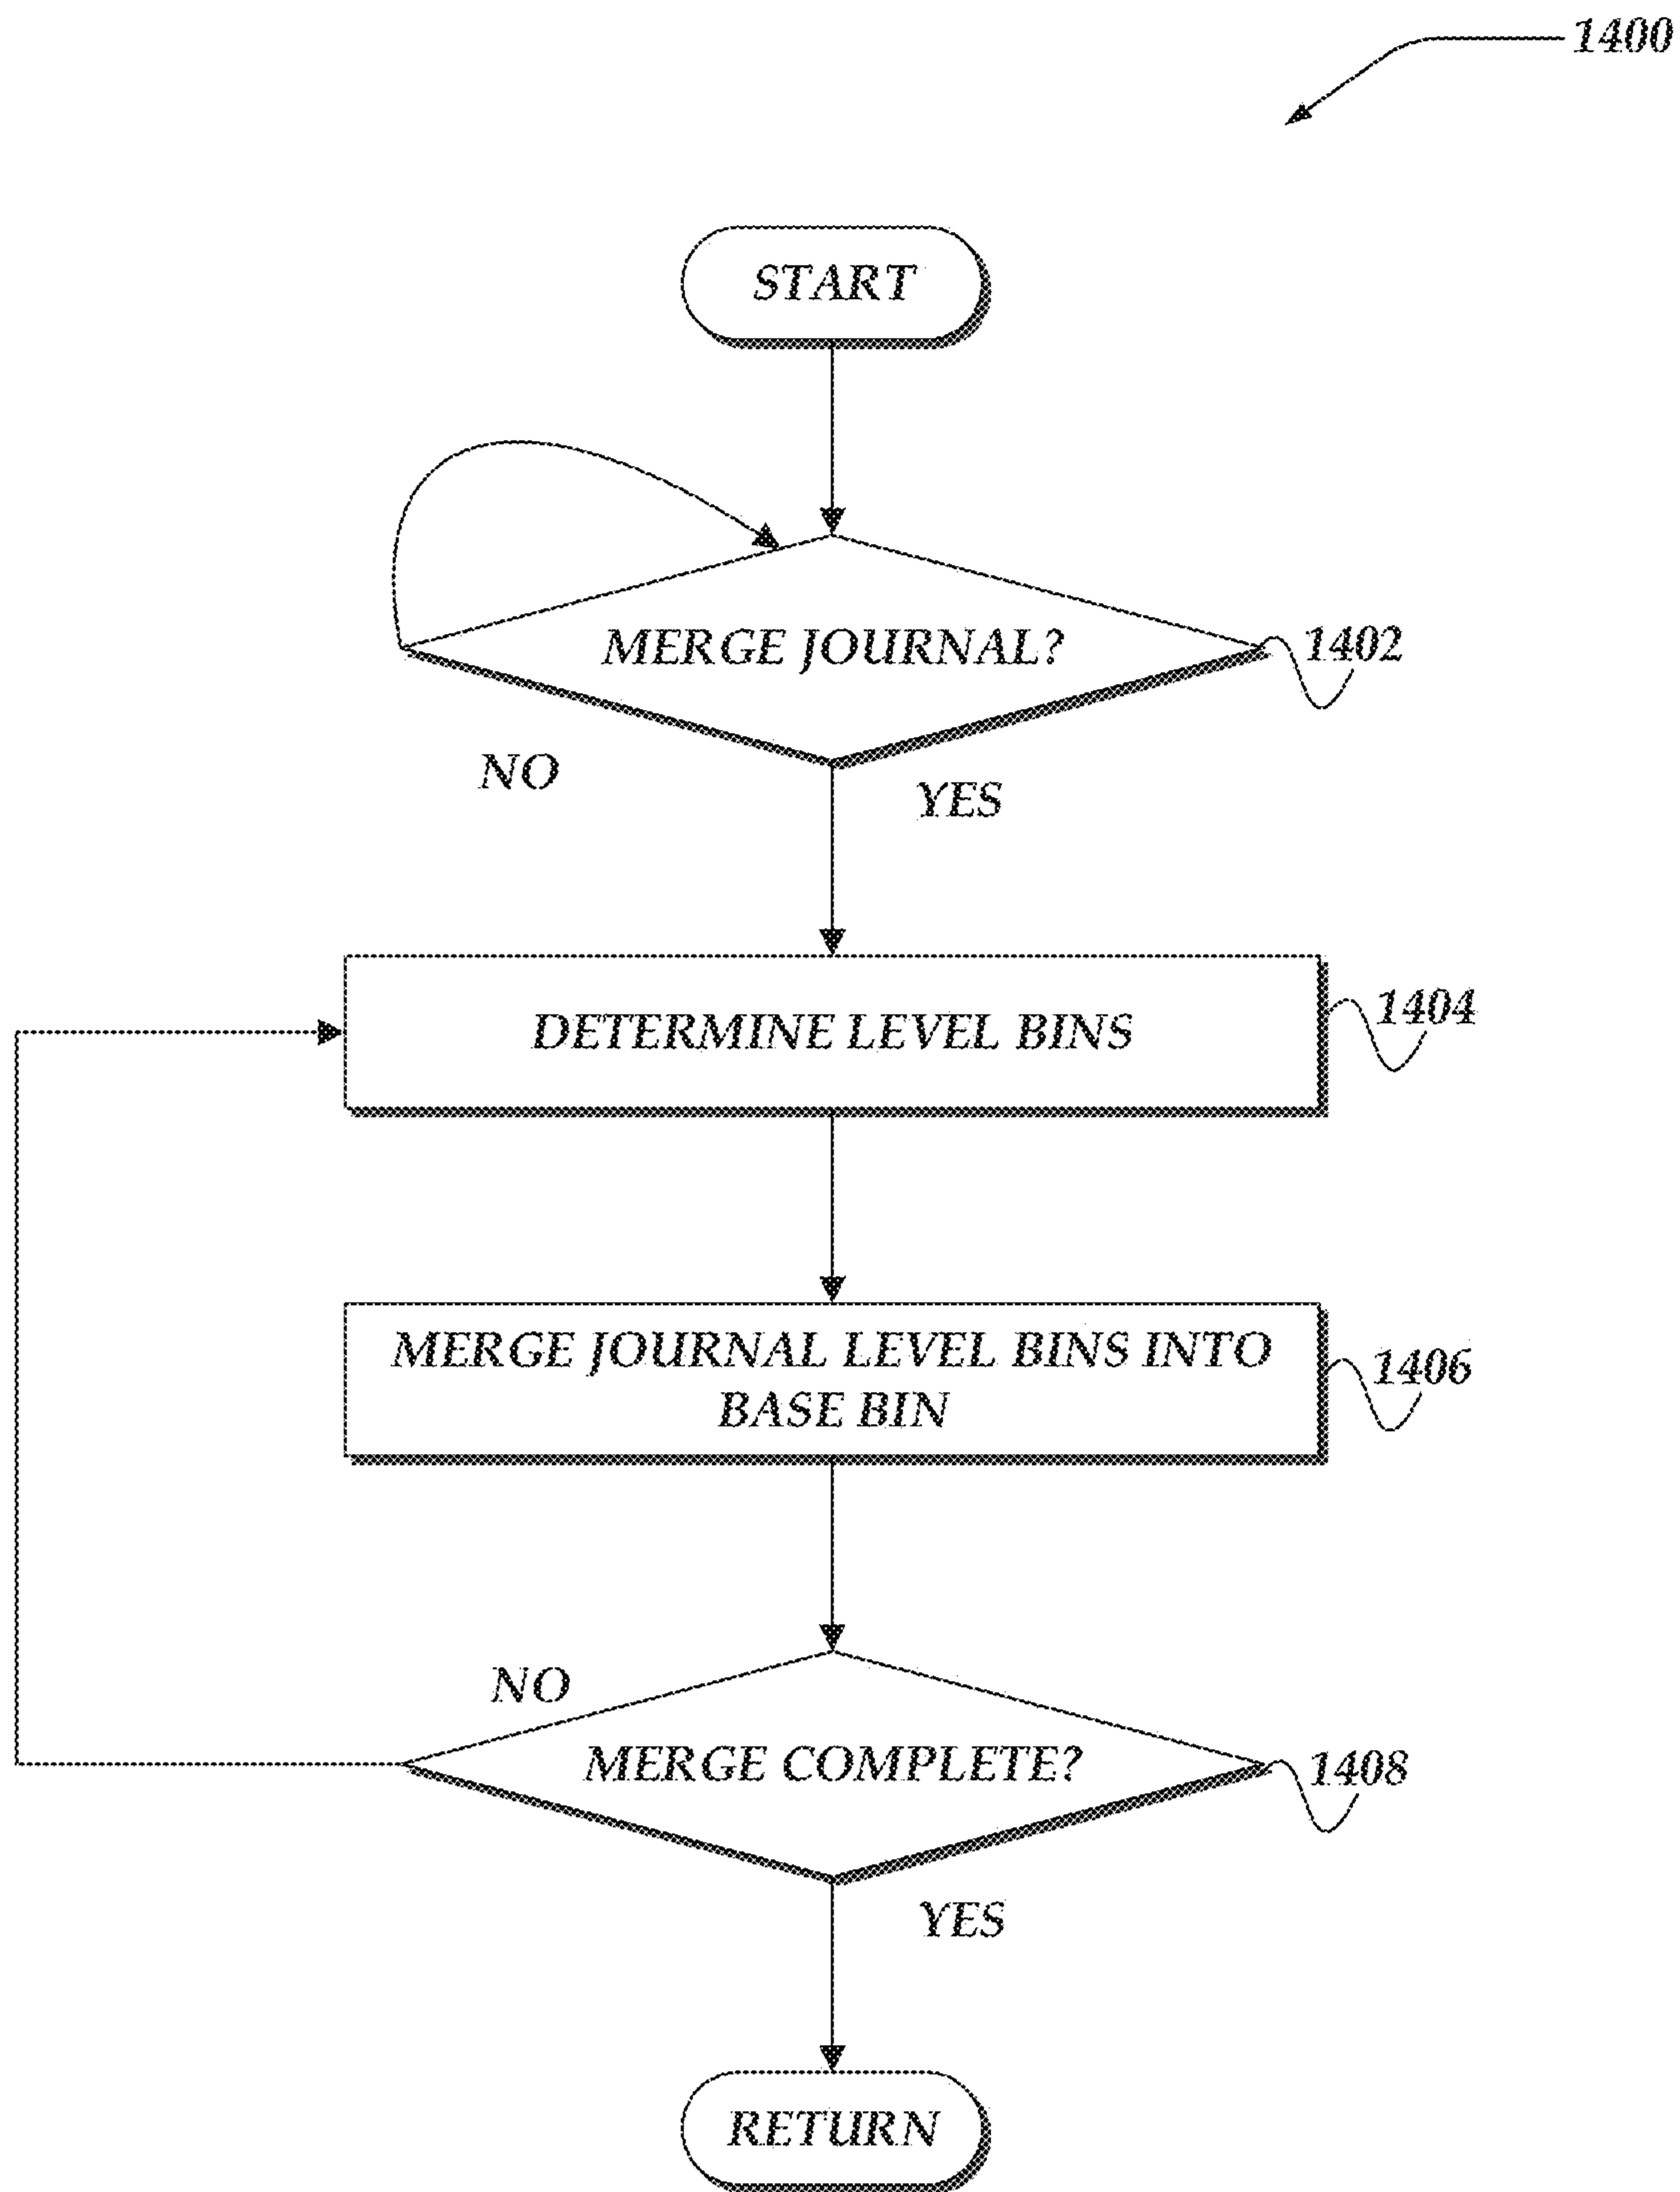 1400
START
MERGE JOURNAL?
1402
NO
YES
DETERMINE LEVEL BINS
1404
MERGE JOURNAL LEVEL BINS INTO
BASE BIN
1406
NO
MERGE COMPLETE?
1408
YES
RETURN